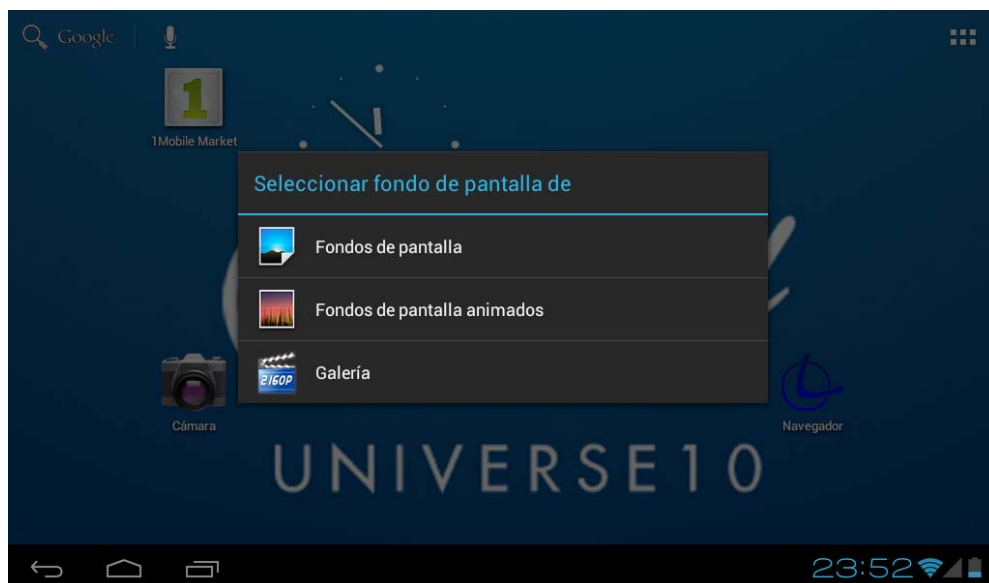 Google
1
1Mobile Market
Seleccionar fondo de pantalla de
Fondos de pantalla
Fondos de pantalla animados
2160P
Galería
Cámara
Navegador
UNIVERSE10
23:52